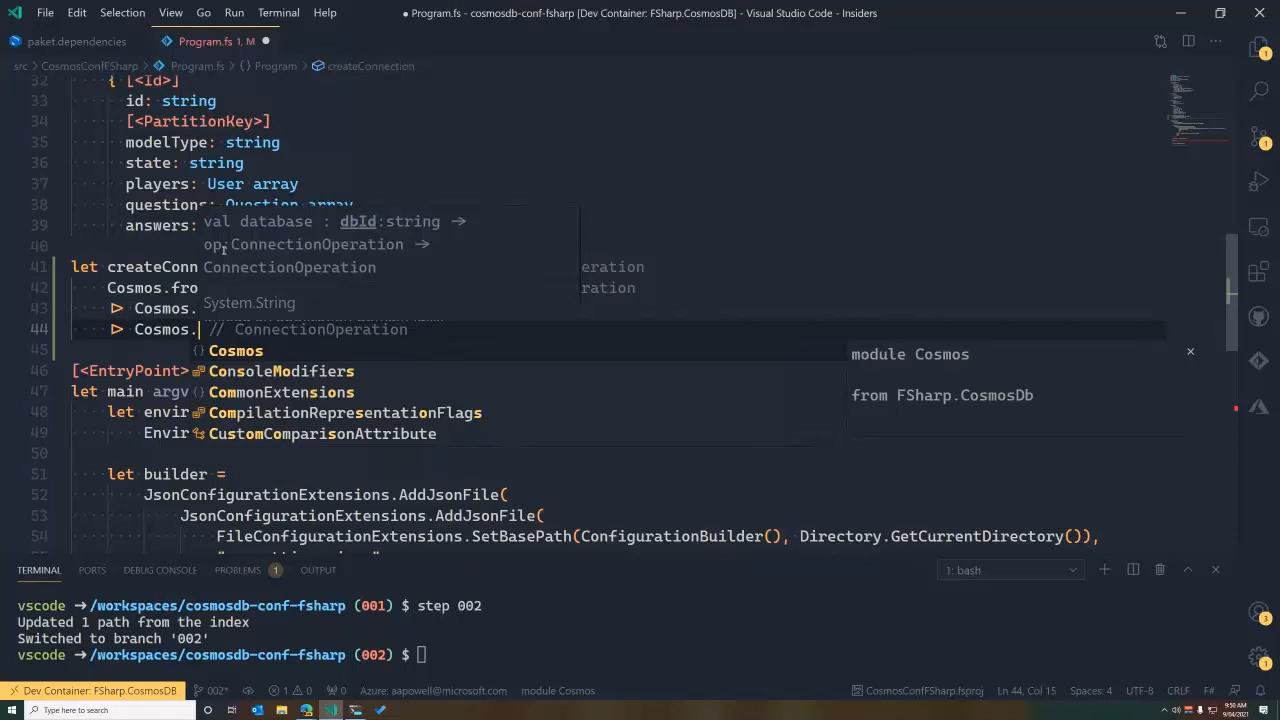 File Edit Selection View Go Run Terminal Help
● Program.fs - cosmosdb-conf-fsharp [Dev Container: FSharp.CosmosDB] - Visual Studio Code - Insiders
paket.dependencies
Program.fs 1, M ●
src > CosmosConfFSharp > Program.fs > {} Program > createConnection
32 { [<Id>]
33 id: string
34 [<PartitionKey>]
35 modelType: string
36 state: string
37 players: User array
38 questions: Question array
39 answers:
val database : dbId:string →
op:ConnectionOperation →
ConnectionOperation
System.String
40
41 let createConn eration
42 Cosmos.fro ration
43 |> Cosmos.
44 |> Cosmos. // ConnectionOperation
45
{} Cosmos
ConsoleModifiers
{} CommonExtensions
CompilationRepresentationFlags
CustomComparisonAttribute
module Cosmos
from FSharp.CosmosDb
46 [<EntryPoint>
47 let main argv
48 let envir
49 Envir
50
51 let builder =
52 JsonConfigurationExtensions.AddJsonFile(
53 JsonConfigurationExtensions.AddJsonFile(
54 FileConfigurationExtensions.SetBasePath(ConfigurationBuilder(), Directory.GetCurrentDirectory()),
TERMINAL PORTS DEBUG CONSOLE PROBLEMS 1 OUTPUT
1: bash
vscode →/workspaces/cosmosdb-conf-fsharp (001) $ step 002
Updated 1 path from the index
Switched to branch '002'
vscode →/workspaces/cosmosdb-conf-fsharp (002) $
Dev Container: FSharp.CosmosDB 002* 1 0 0 Azure: aapowell@microsoft.com module Cosmos CosmosConfFSharp.fsproj Ln 44, Col 15 Spaces: 4 UTF-8 CRLF F#
Type here to search
9:50 AM
9/04/2021